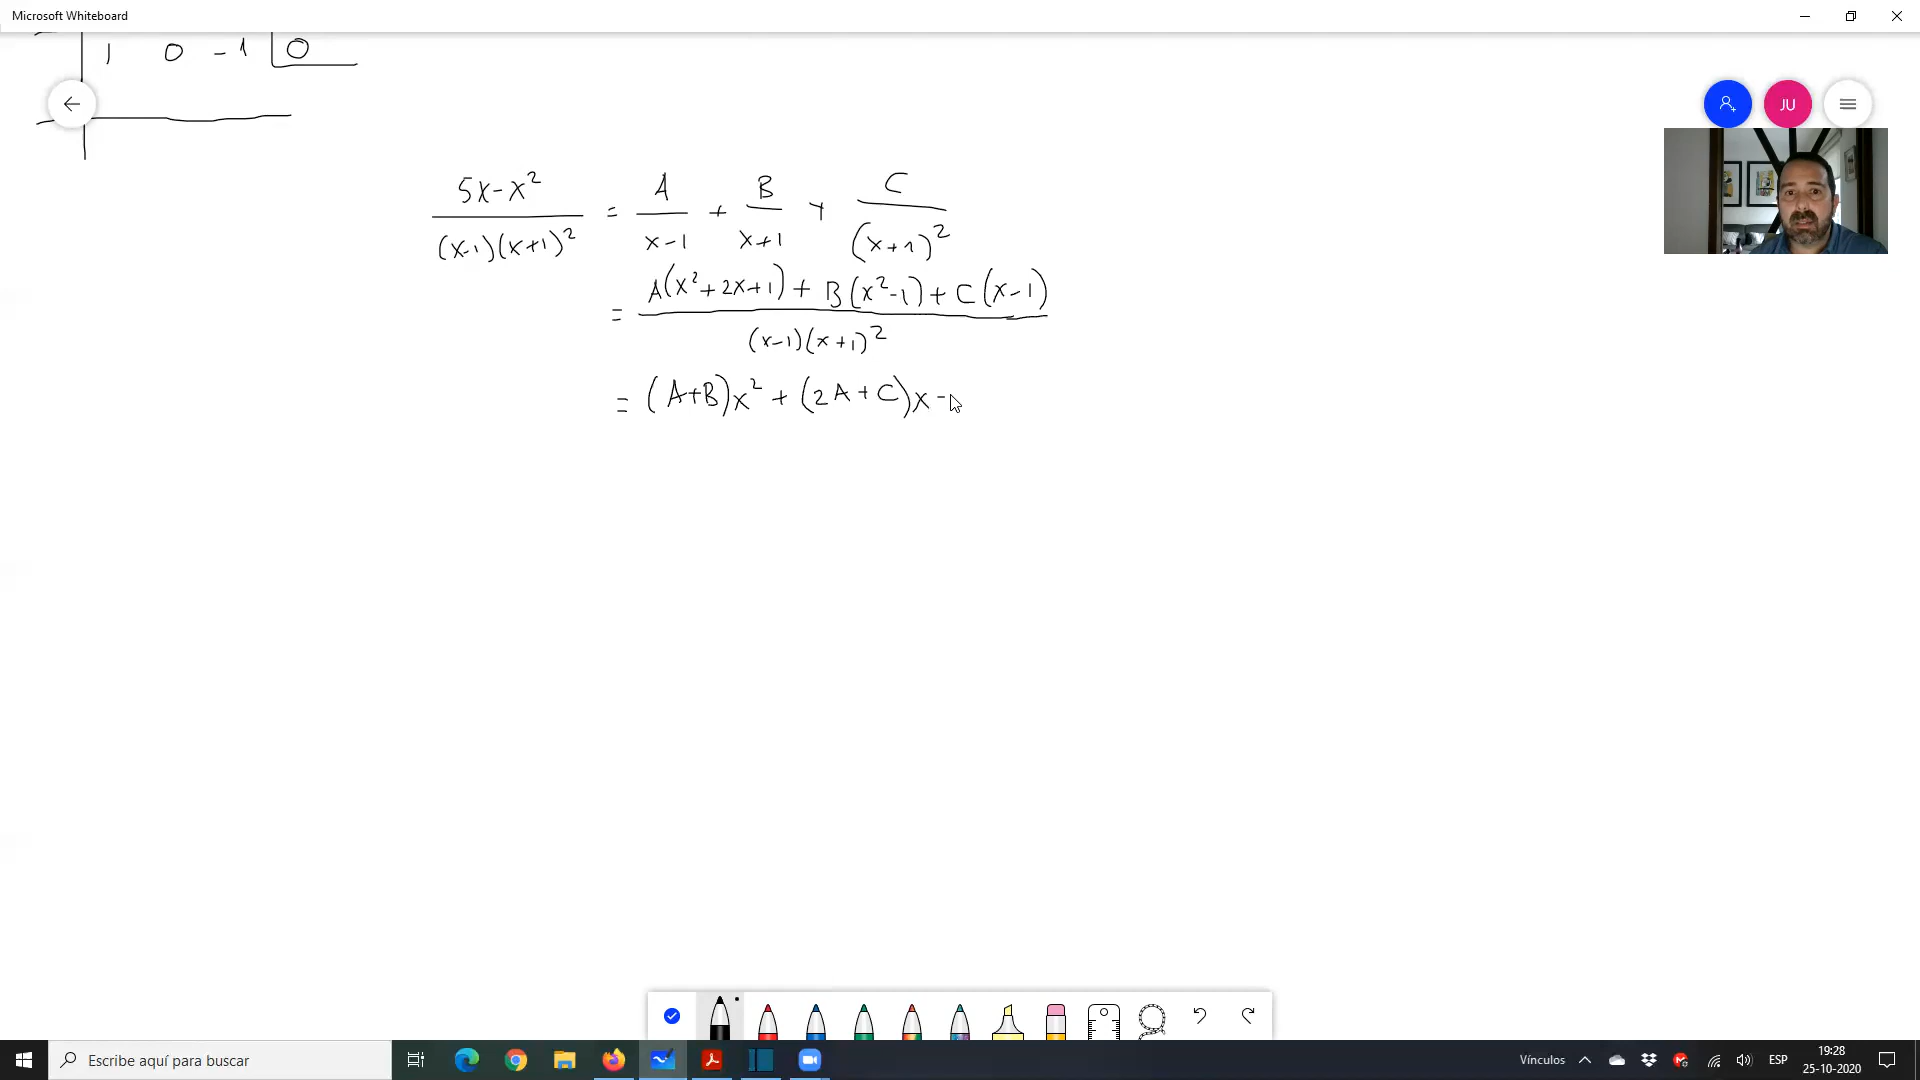 Microsoft Whiteboard
1 0 -1 0
JU
5x-x² / (x-1)(x+1)² = A/(x-1) + B/(x+1) + C/(x+1)²
= A(x²+2x+1) + B(x²-1) + C(x-1) / (x-1)(x+1)²
= (A+B)x² + (2A+C)x -
Escribe aquí para buscar
Vínculos
ESP
19:28
25-10-2020